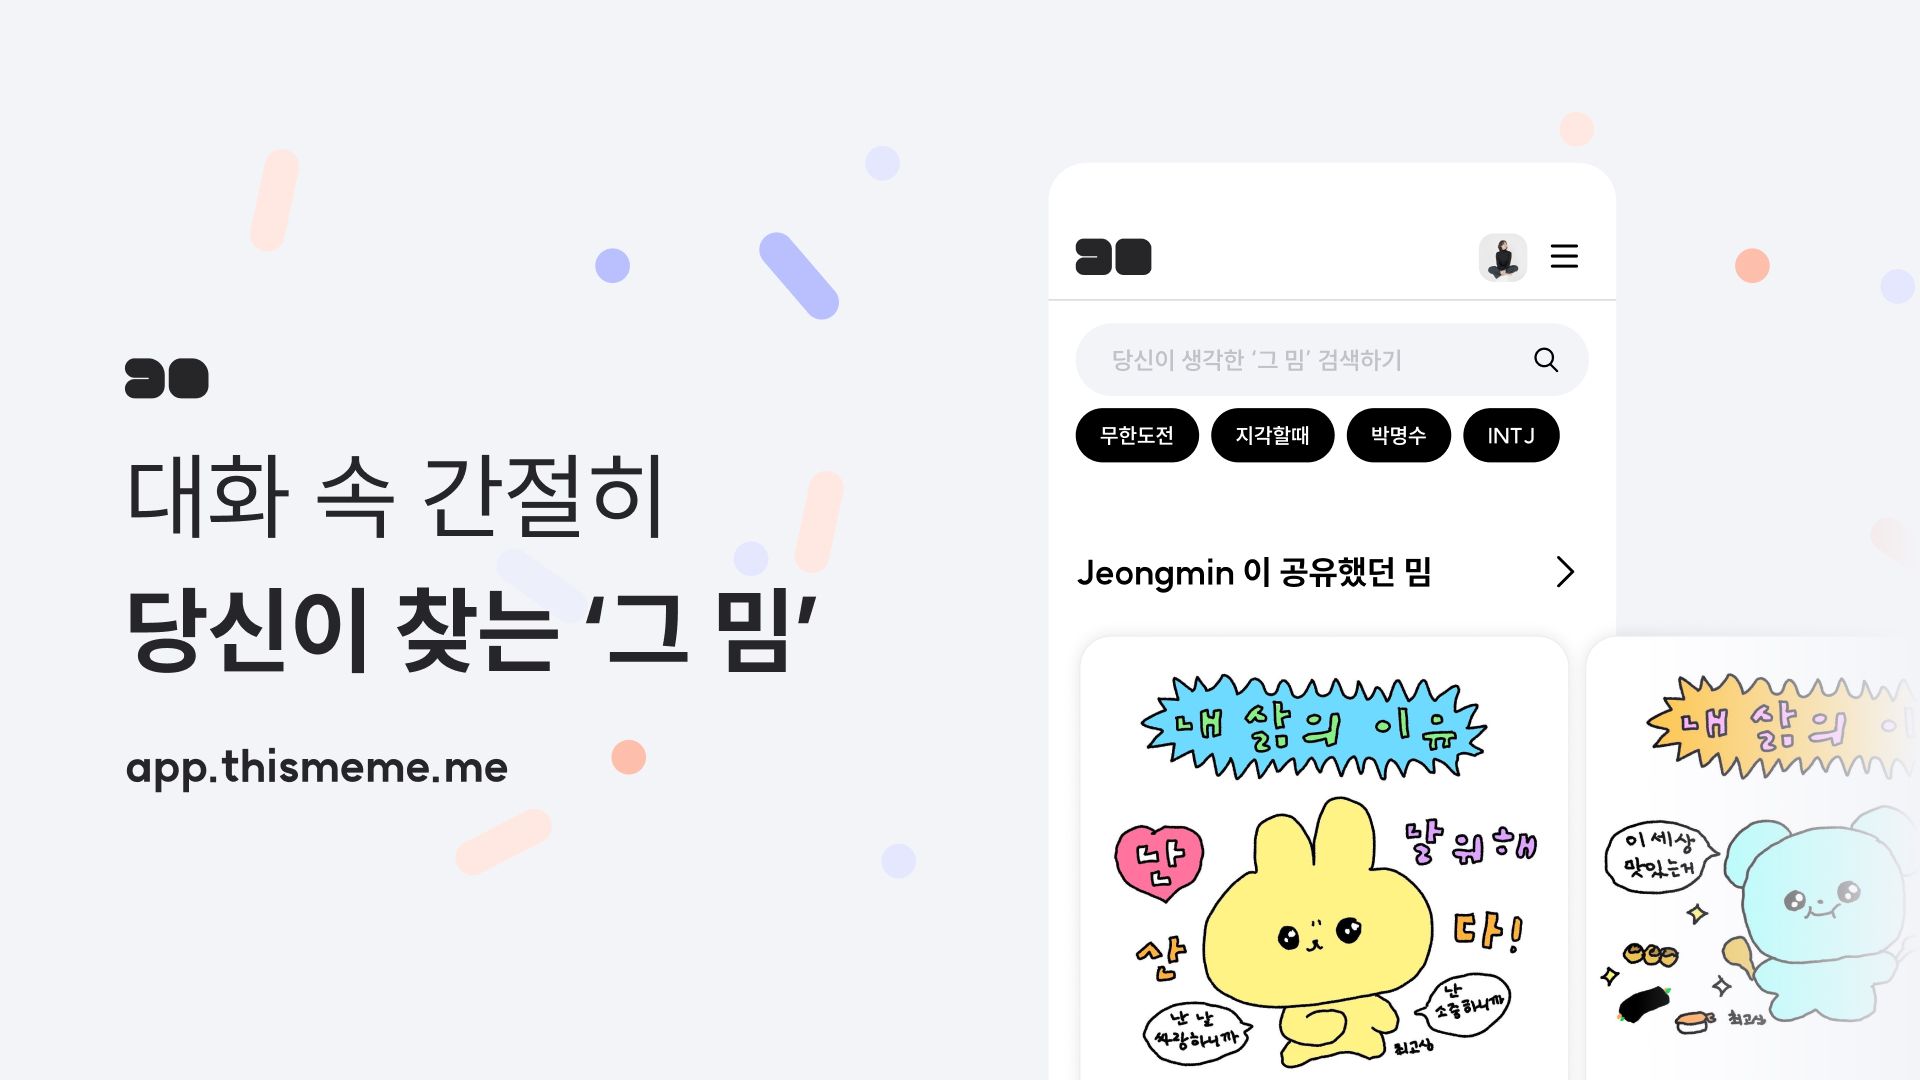 대화 속 간절히
당신이 찾는 ‘그 밈’
app.thismeme.me
당신이 생각한 ‘그 밈’ 검색하기
무한도전 지각할때 박명수 INTJ
Jeongmin 이 공유했던 밈
내 삶의 이유
난 날 위해
산 다!
난 날
싸랑하니까
난
소중하니까
최고심
내 삶의 이
이 세상
맛있는거
최고심